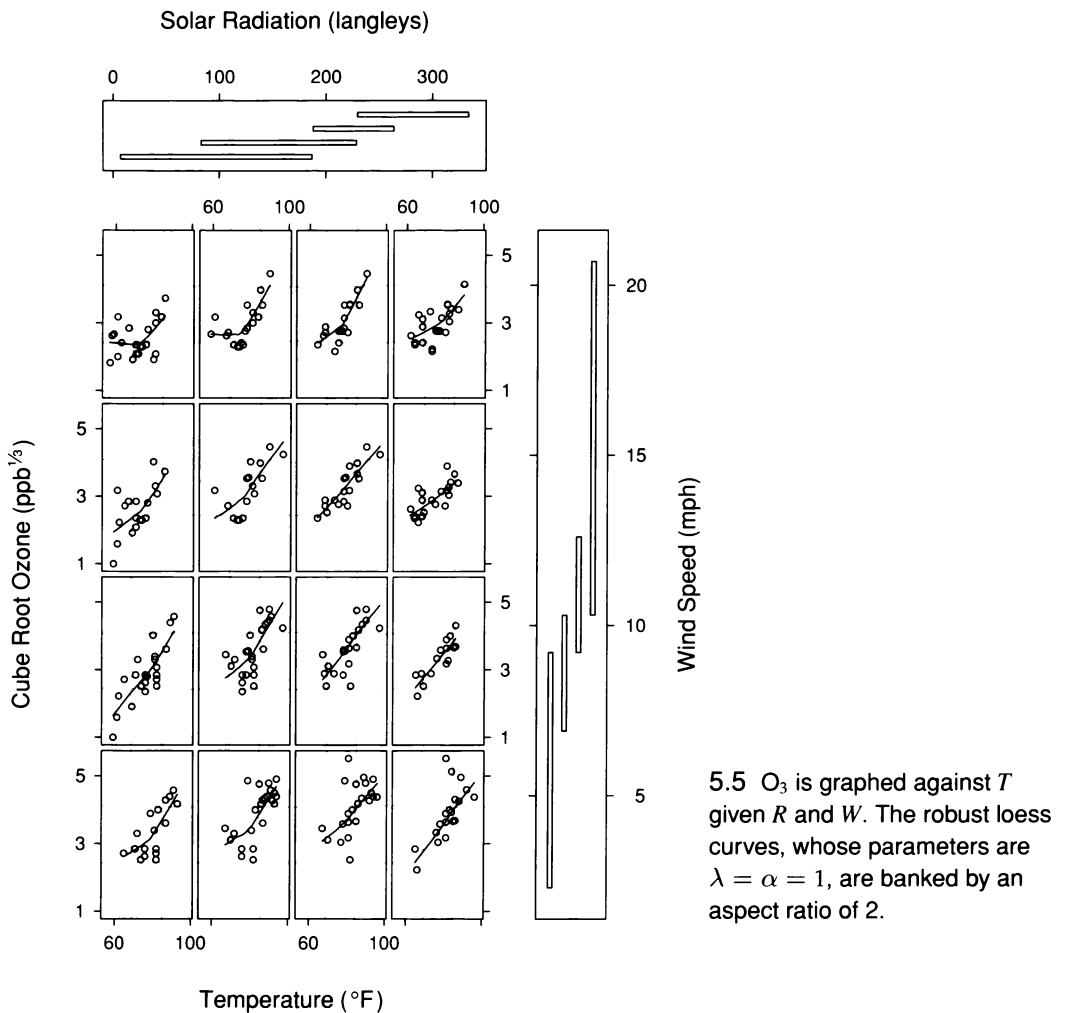 Solar Radiation (langleys)
0 100 200 300
60 100 60 100
5
3
1
5
3
1
5
3
1
5
3
1
60 100 60 100
Temperature (°F)
Cube Root Ozone (ppb^1/3)
20
15
10
5
Wind Speed (mph)
5.5 O₃ is graphed against T
given R and W. The robust loess
curves, whose parameters are
λ = α = 1, are banked by an
aspect ratio of 2.